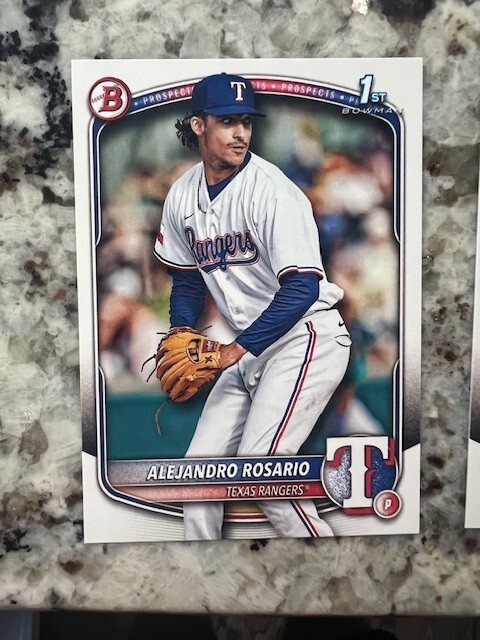 B
PROSPECTS
PROSPECTS
1ST
BOWMAN
T
Rangers
ALEJANDRO ROSARIO
TEXAS RANGERS
T
P